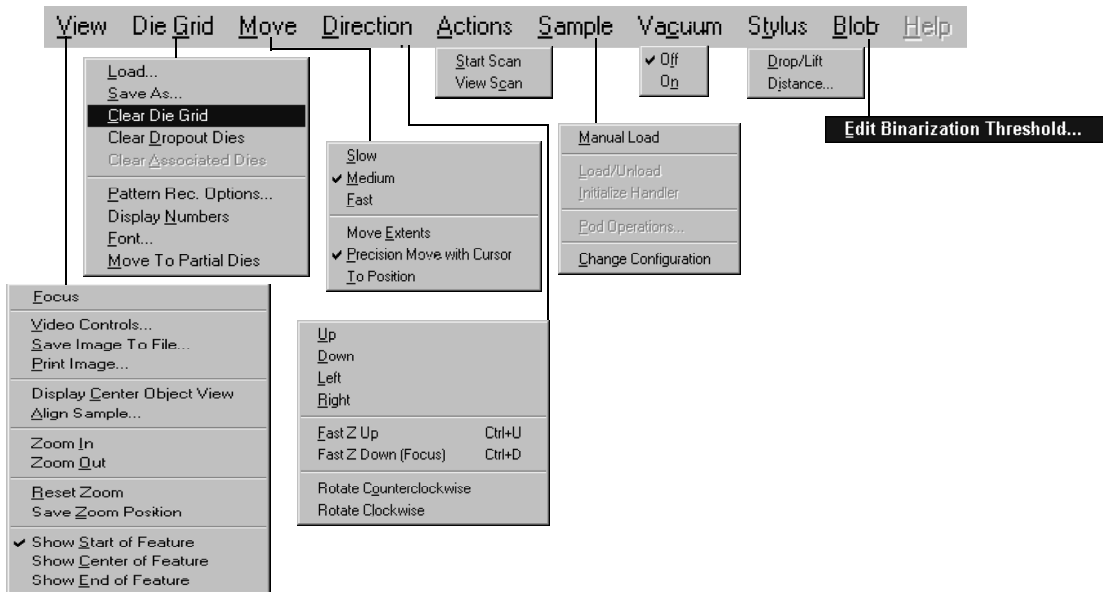 View Die Grid Move Direction Actions Sample Vacuum Stylus Blob Help
Load...
Save As...
Clear Die Grid
Clear Dropout Dies
Clear Associated Dies
Pattern Rec. Options...
Display Numbers
Font...
Move To Partial Dies
Focus
Video Controls...
Save Image To File...
Print Image...
Display Center Object View
Align Sample...
Zoom In
Zoom Out
Reset Zoom
Save Zoom Position
Show Start of Feature
Show Center of Feature
Show End of Feature
Slow
Medium
Fast
Move Extents
Precision Move with Cursor
To Position
Up
Down
Left
Right
Fast Z Up Ctrl+U
Fast Z Down (Focus) Ctrl+D
Rotate Counterclockwise
Rotate Clockwise
Start Scan
View Scan
Manual Load
Load/Unload
Initialize Handler
Pod Operations...
Change Configuration
Off
On
Drop/Lift
Distance...
Edit Binarization Threshold...